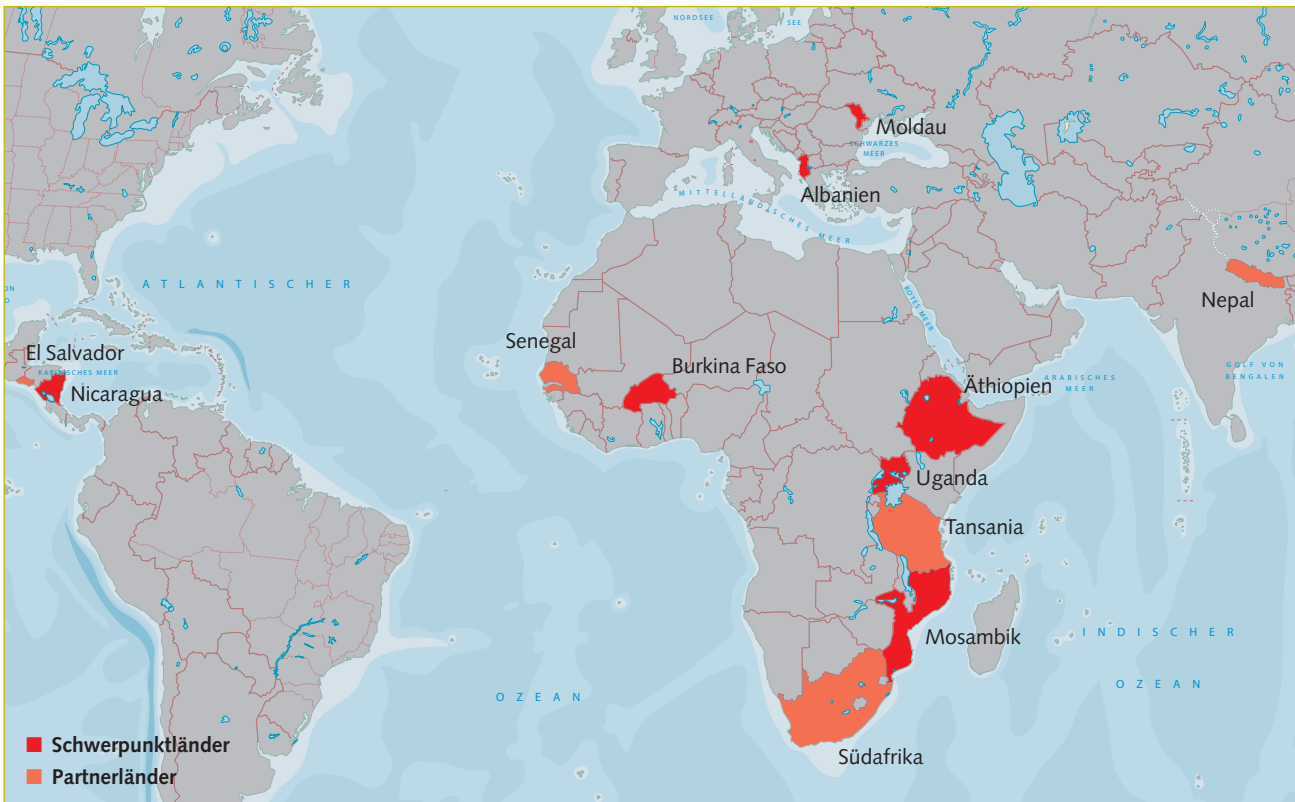 NORDSEE
SEE
Moldau
SCHWARZES
MEER
Albanien
MITTELLÄNDISCHES MEER
ATLANTISCHER
ROTES MEER
Nepal
Senegal
El Salvador
KARIBISCHES MEER
Nicaragua
Burkina Faso
Äthiopien
ARABISCHES
MEER
GOLF VON
BENGALEN
Uganda
Tansania
Mosambik
INDISCHER
OZEAN
OZEAN
Südafrika
Schwerpunktländer
Partnerländer